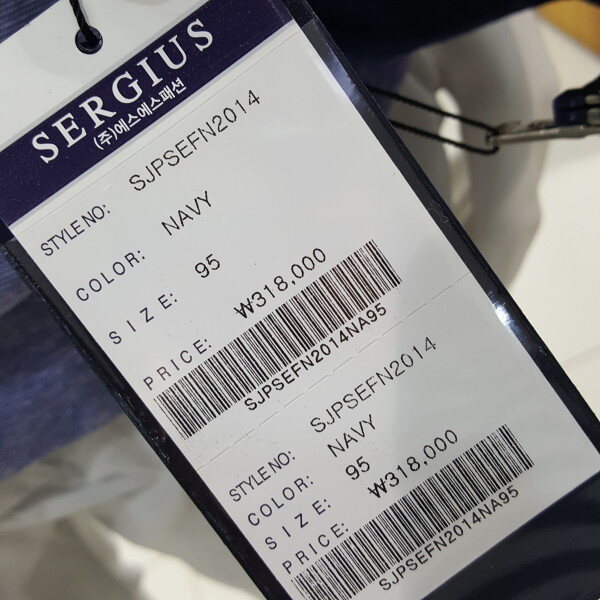 SERGIUS
(주)에스에스패션
STYLE NO: SJPSEFN2014
COLOR: NAVY
SIZE: 95
PRICE: ₩318,000
SJPSEFN2014NA95
STYLE NO: SJPSEFN2014
COLOR: NAVY
SIZE: 95
PRICE: ₩318,000
SJPSEFN2014NA95